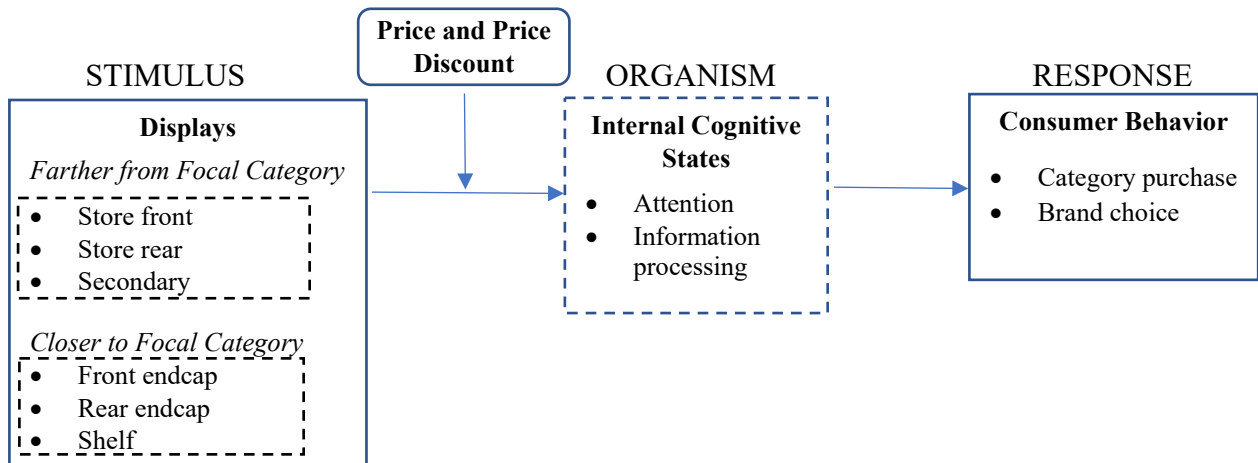 Price and Price
Discount
STIMULUS
ORGANISM
RESPONSE
Displays
Farther from Focal Category
• Store front
• Store rear
• Secondary
Closer to Focal Category
• Front endcap
• Rear endcap
• Shelf
Internal Cognitive
States
• Attention
• Information
processing
Consumer Behavior
• Category purchase
• Brand choice